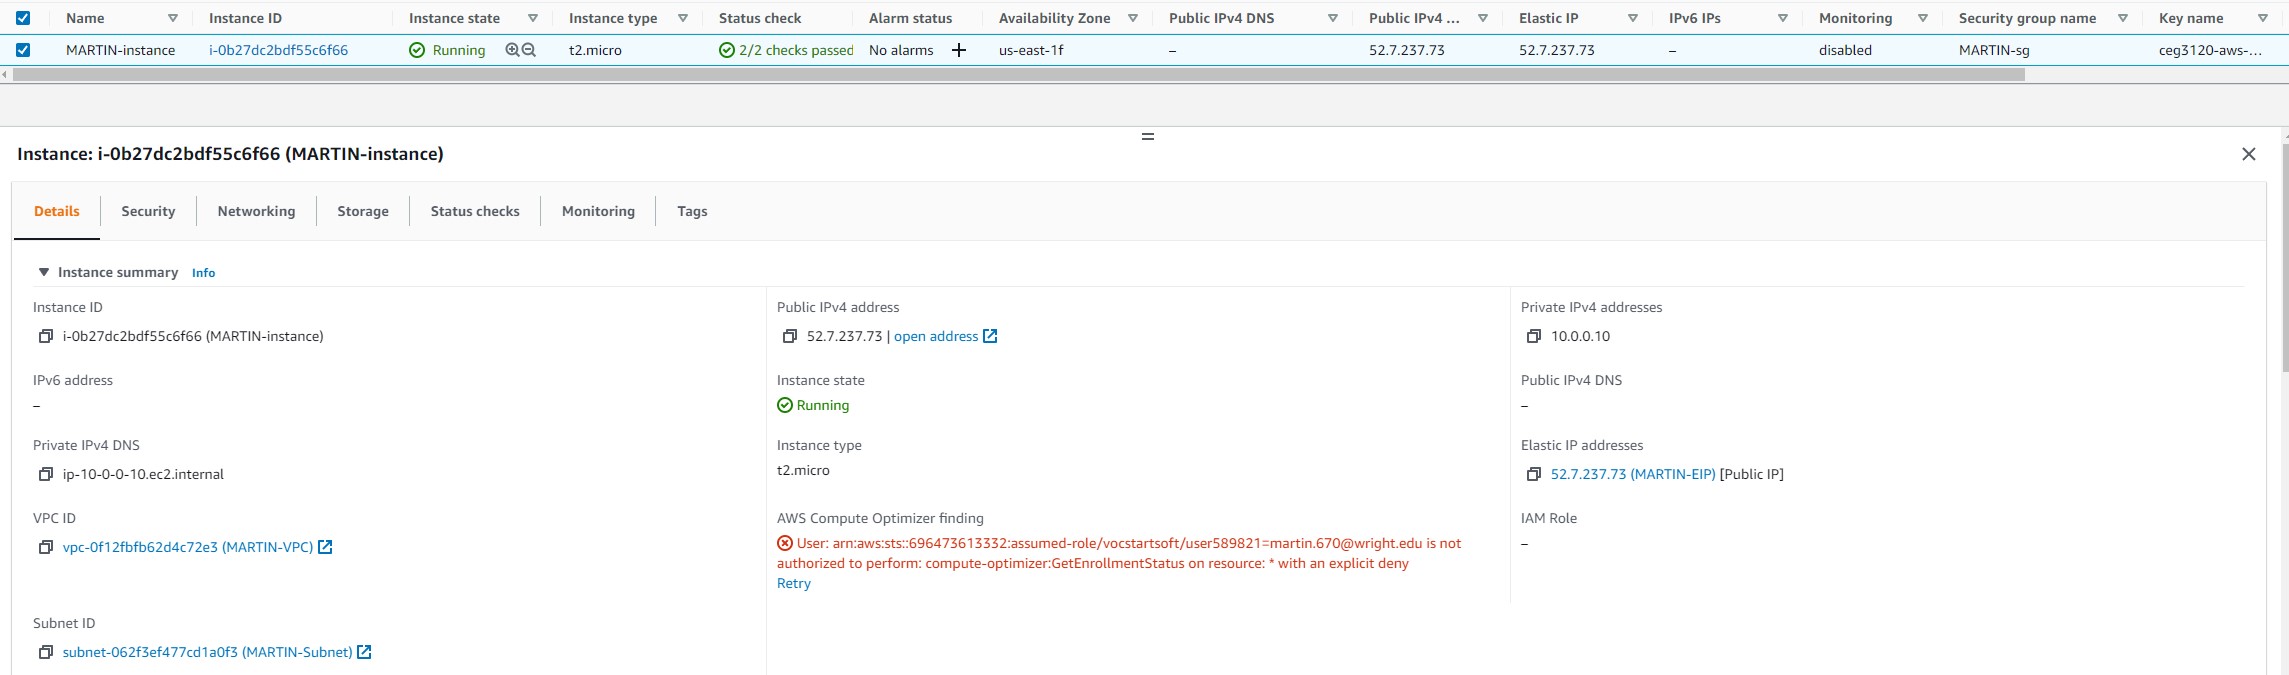 Name Instance ID Instance state Instance type Status check Alarm status Availability Zone Public IPv4 DNS Public IPv4 ... Elastic IP IPv6 IPs Monitoring Security group name Key name
MARTIN-instance i-0b27dc2bdf55c6f66 Running t2.micro 2/2 checks passed No alarms + us-east-1f – 52.7.237.73 52.7.237.73 – disabled MARTIN-sg ceg3120-aws-...
Instance: i-0b27dc2bdf55c6f66 (MARTIN-instance)
Details Security Networking Storage Status checks Monitoring Tags
Instance summary Info
Instance ID Public IPv4 address Private IPv4 addresses
i-0b27dc2bdf55c6f66 (MARTIN-instance) 52.7.237.73 | open address 10.0.0.10
IPv6 address Instance state Public IPv4 DNS
– Running –
Private IPv4 DNS Instance type Elastic IP addresses
ip-10-0-0-10.ec2.internal t2.micro 52.7.237.73 (MARTIN-EIP) [Public IP]
VPC ID AWS Compute Optimizer finding IAM Role
vpc-0f12fbfb62d4c72e3 (MARTIN-VPC) User: arn:aws:sts::696473613332:assumed-role/vocstartsoft/user589821=martin.670@wright.edu is not –
authorized to perform: compute-optimizer:GetEnrollmentStatus on resource: * with an explicit deny
Retry
Subnet ID
subnet-062f3ef477cd1a0f3 (MARTIN-Subnet)